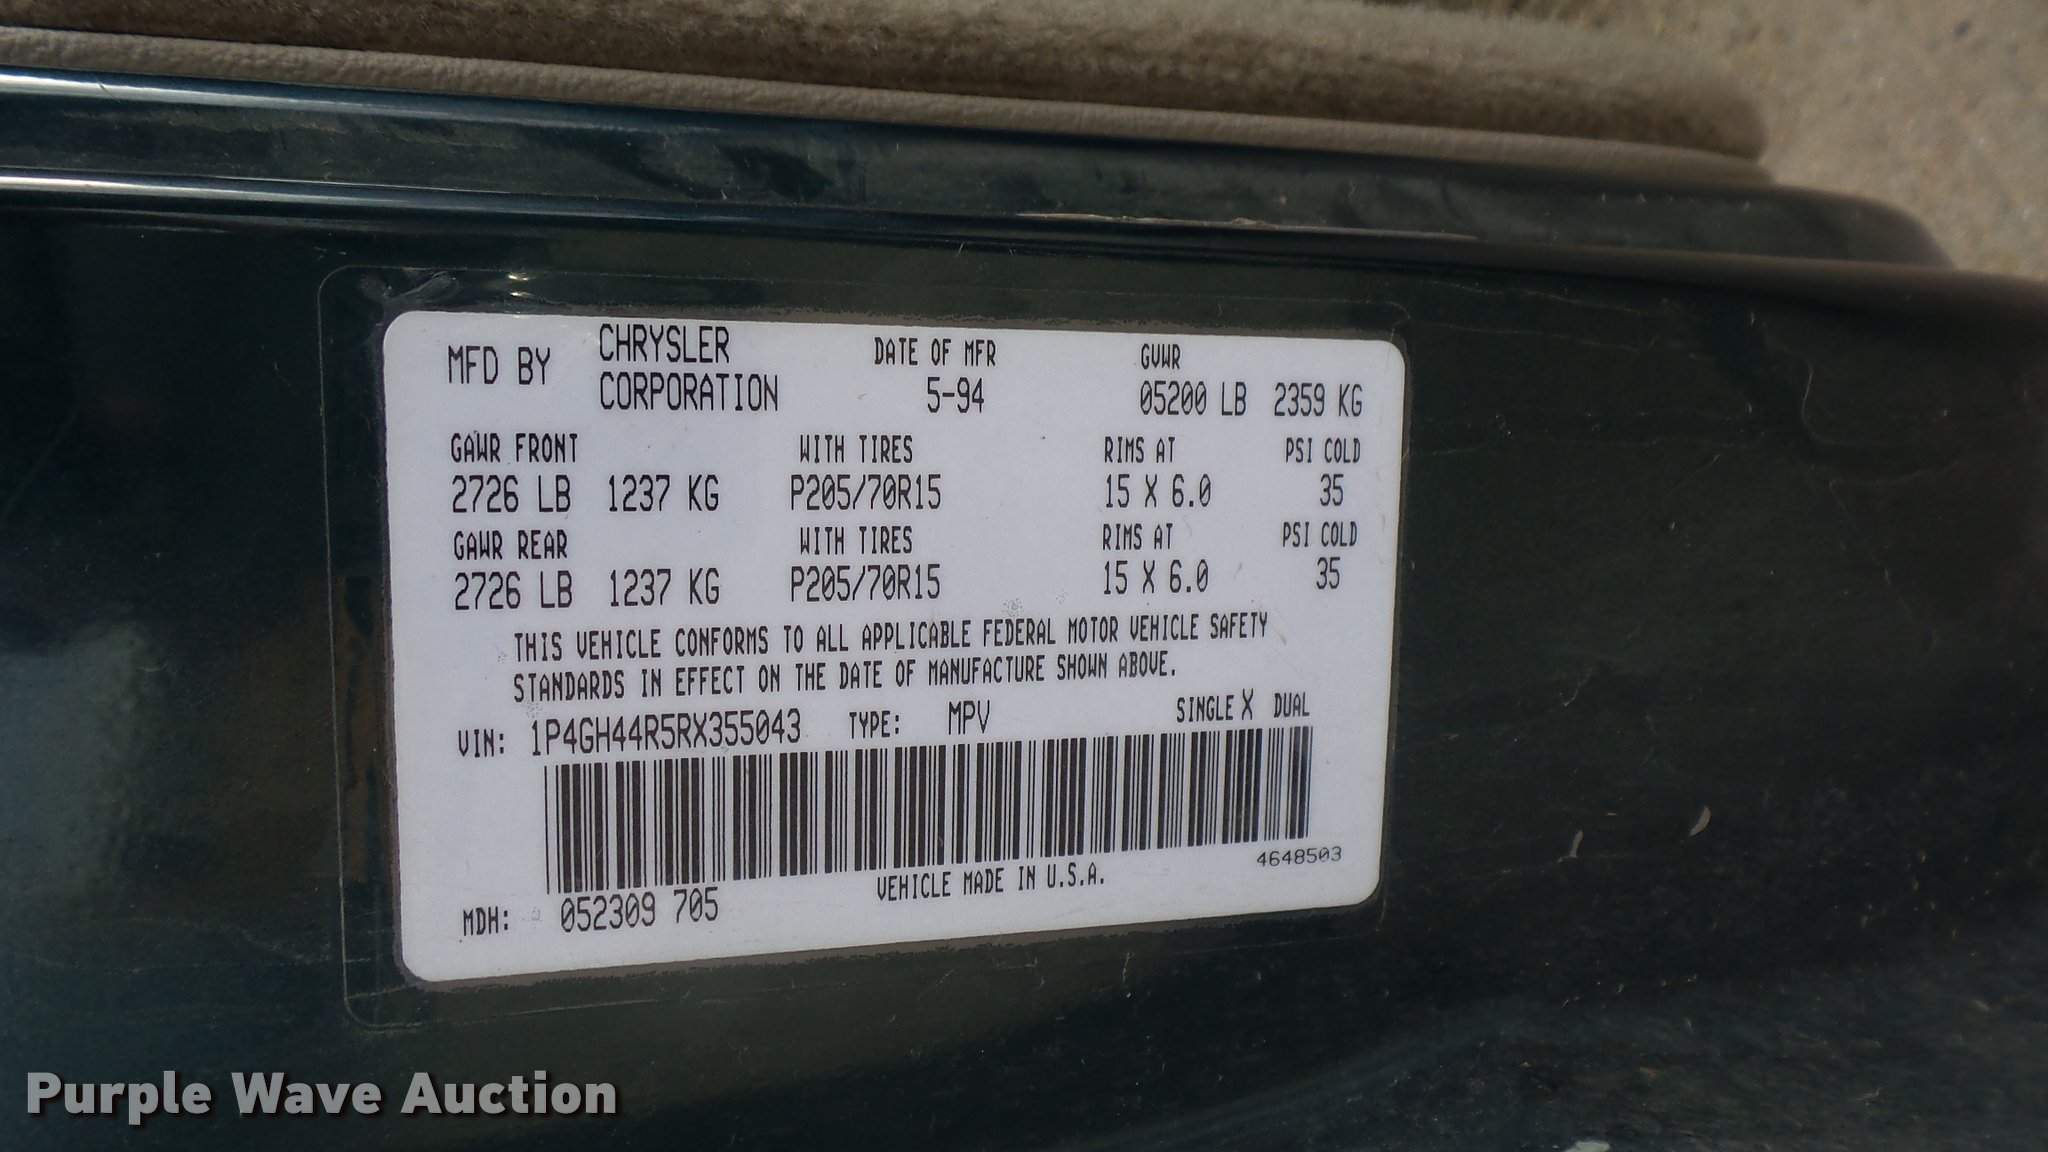 MFD BY CHRYSLER CORPORATION DATE OF MFR 5-94 GVWR 05200 LB 2359 KG
GAWR FRONT WITH TIRES RIMS AT PSI COLD
2726 LB 1237 KG P205/70R15 15 X 6.0 35
GAWR REAR WITH TIRES RIMS AT PSI COLD
2726 LB 1237 KG P205/70R15 15 X 6.0 35
THIS VEHICLE CONFORMS TO ALL APPLICABLE FEDERAL MOTOR VEHICLE SAFETY
STANDARDS IN EFFECT ON THE DATE OF MANUFACTURE SHOWN ABOVE.
VIN: 1P4GH44R5RX355043 TYPE: MPV SINGLE X DUAL
MDH: 052309 705 VEHICLE MADE IN U.S.A. 4648503
Purple Wave Auction